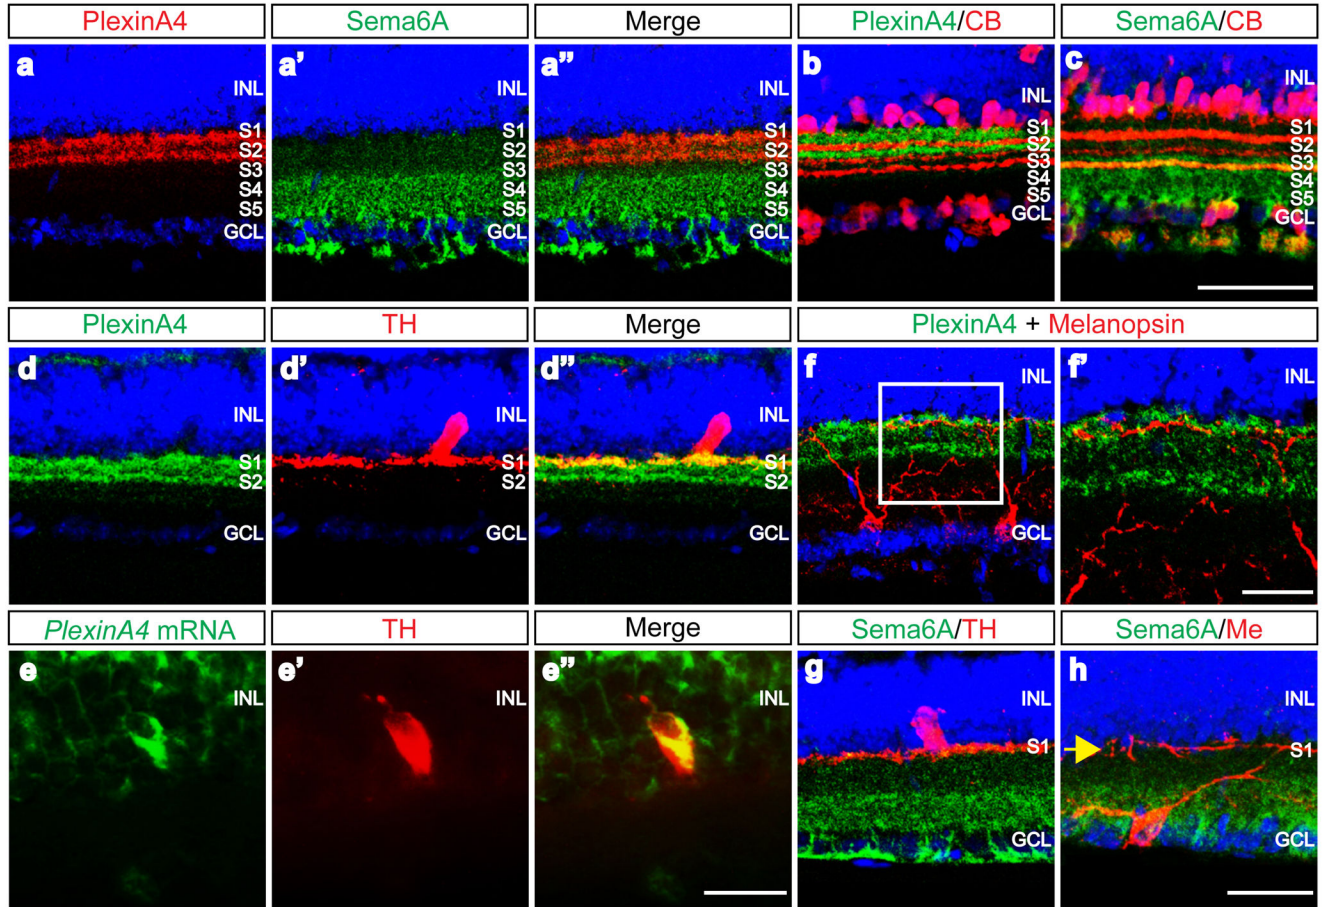 PlexinA4 Sema6A Merge PlexinA4/CB Sema6A/CB
a INL S1 S2 S3 S4 S5 GCL
a’ INL S1 S2 S3 S4 S5 GCL
a” INL S1 S2 S3 S4 S5 GCL
b INL S1 S2 S3 S4 S5 GCL
c INL S1 S2 S3 S4 S5 GCL
PlexinA4 TH Merge PlexinA4 + Melanopsin
d INL S1 S2 GCL
d’ INL S1 S2 GCL
d” INL S1 S2 GCL
f INL GCL
f’ INL
PlexinA4 mRNA TH Merge Sema6A/TH Sema6A/Me
e INL
e’ INL
e” INL
g INL S1 GCL
h INL S1 GCL